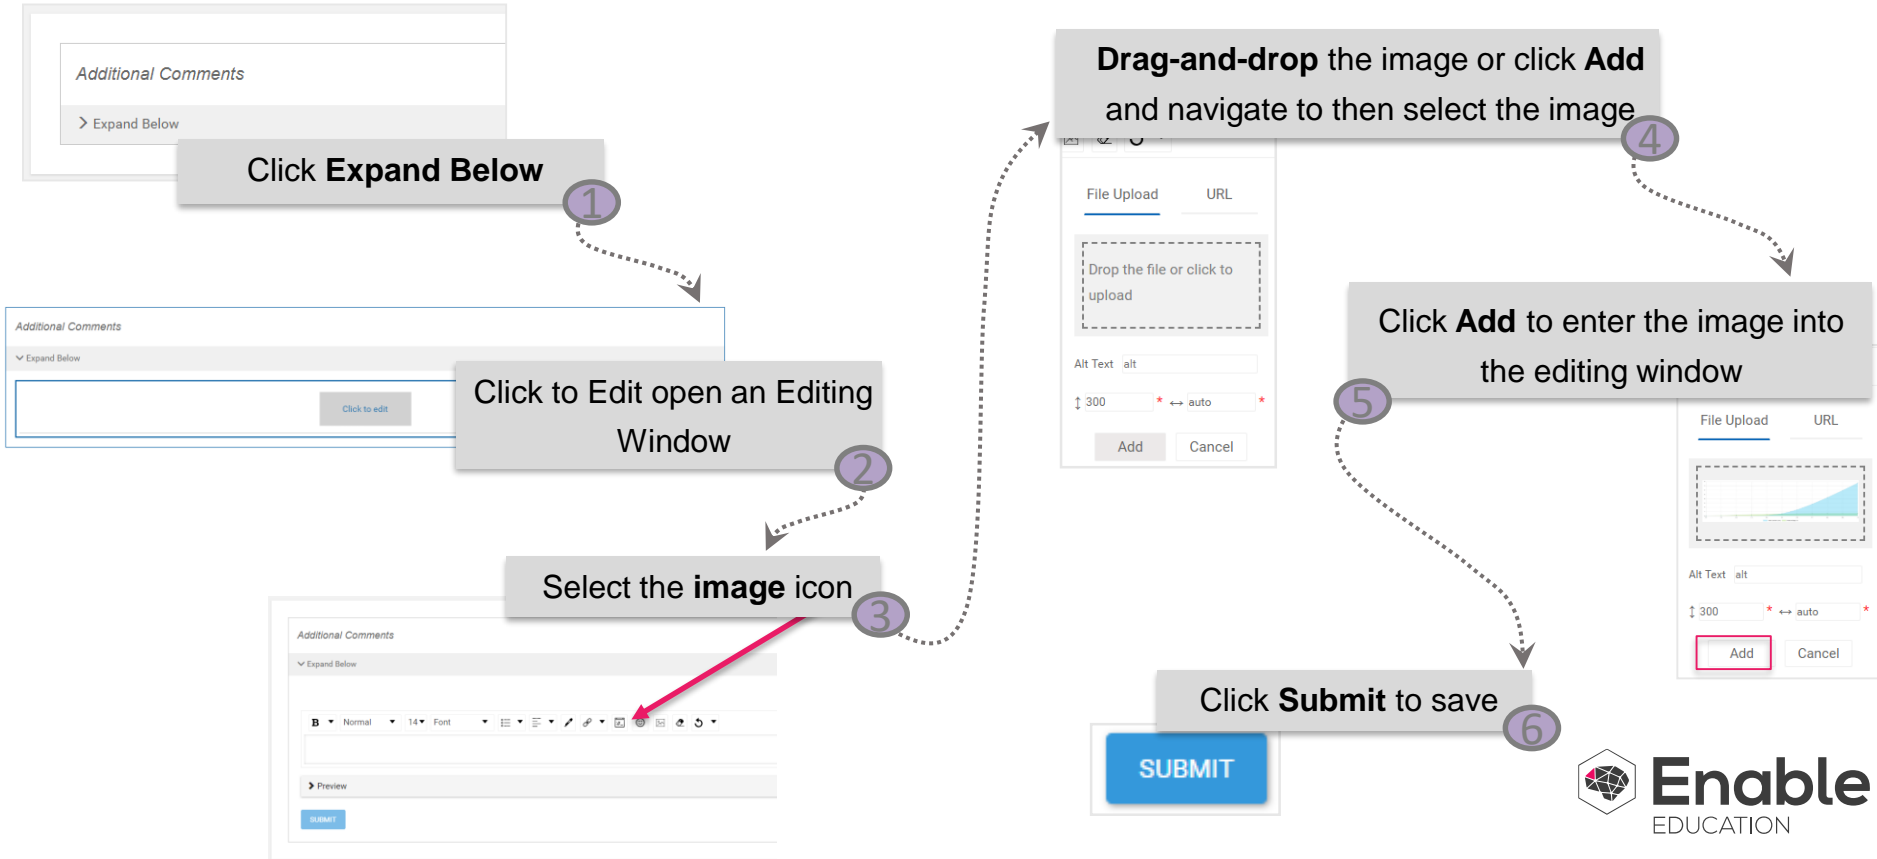 Additional Comments
Expand Below
Click Expand Below
1
Additional Comments
Expand Below
Click to edit
Click to Edit open an Editing
Window
2
Select the image icon
3
Additional Comments
Expand Below
B Normal 14 Font
Preview
SUBMIT
Drag-and-drop the image or click Add
and navigate to then select the image
4
File Upload URL
Drop the file or click to
upload
Alt Text alt
300 * auto *
Add Cancel
Click Add to enter the image into
the editing window
5
File Upload URL
Alt Text alt
300 * auto *
Add Cancel
Click Submit to save
6
SUBMIT
Enable
EDUCATION